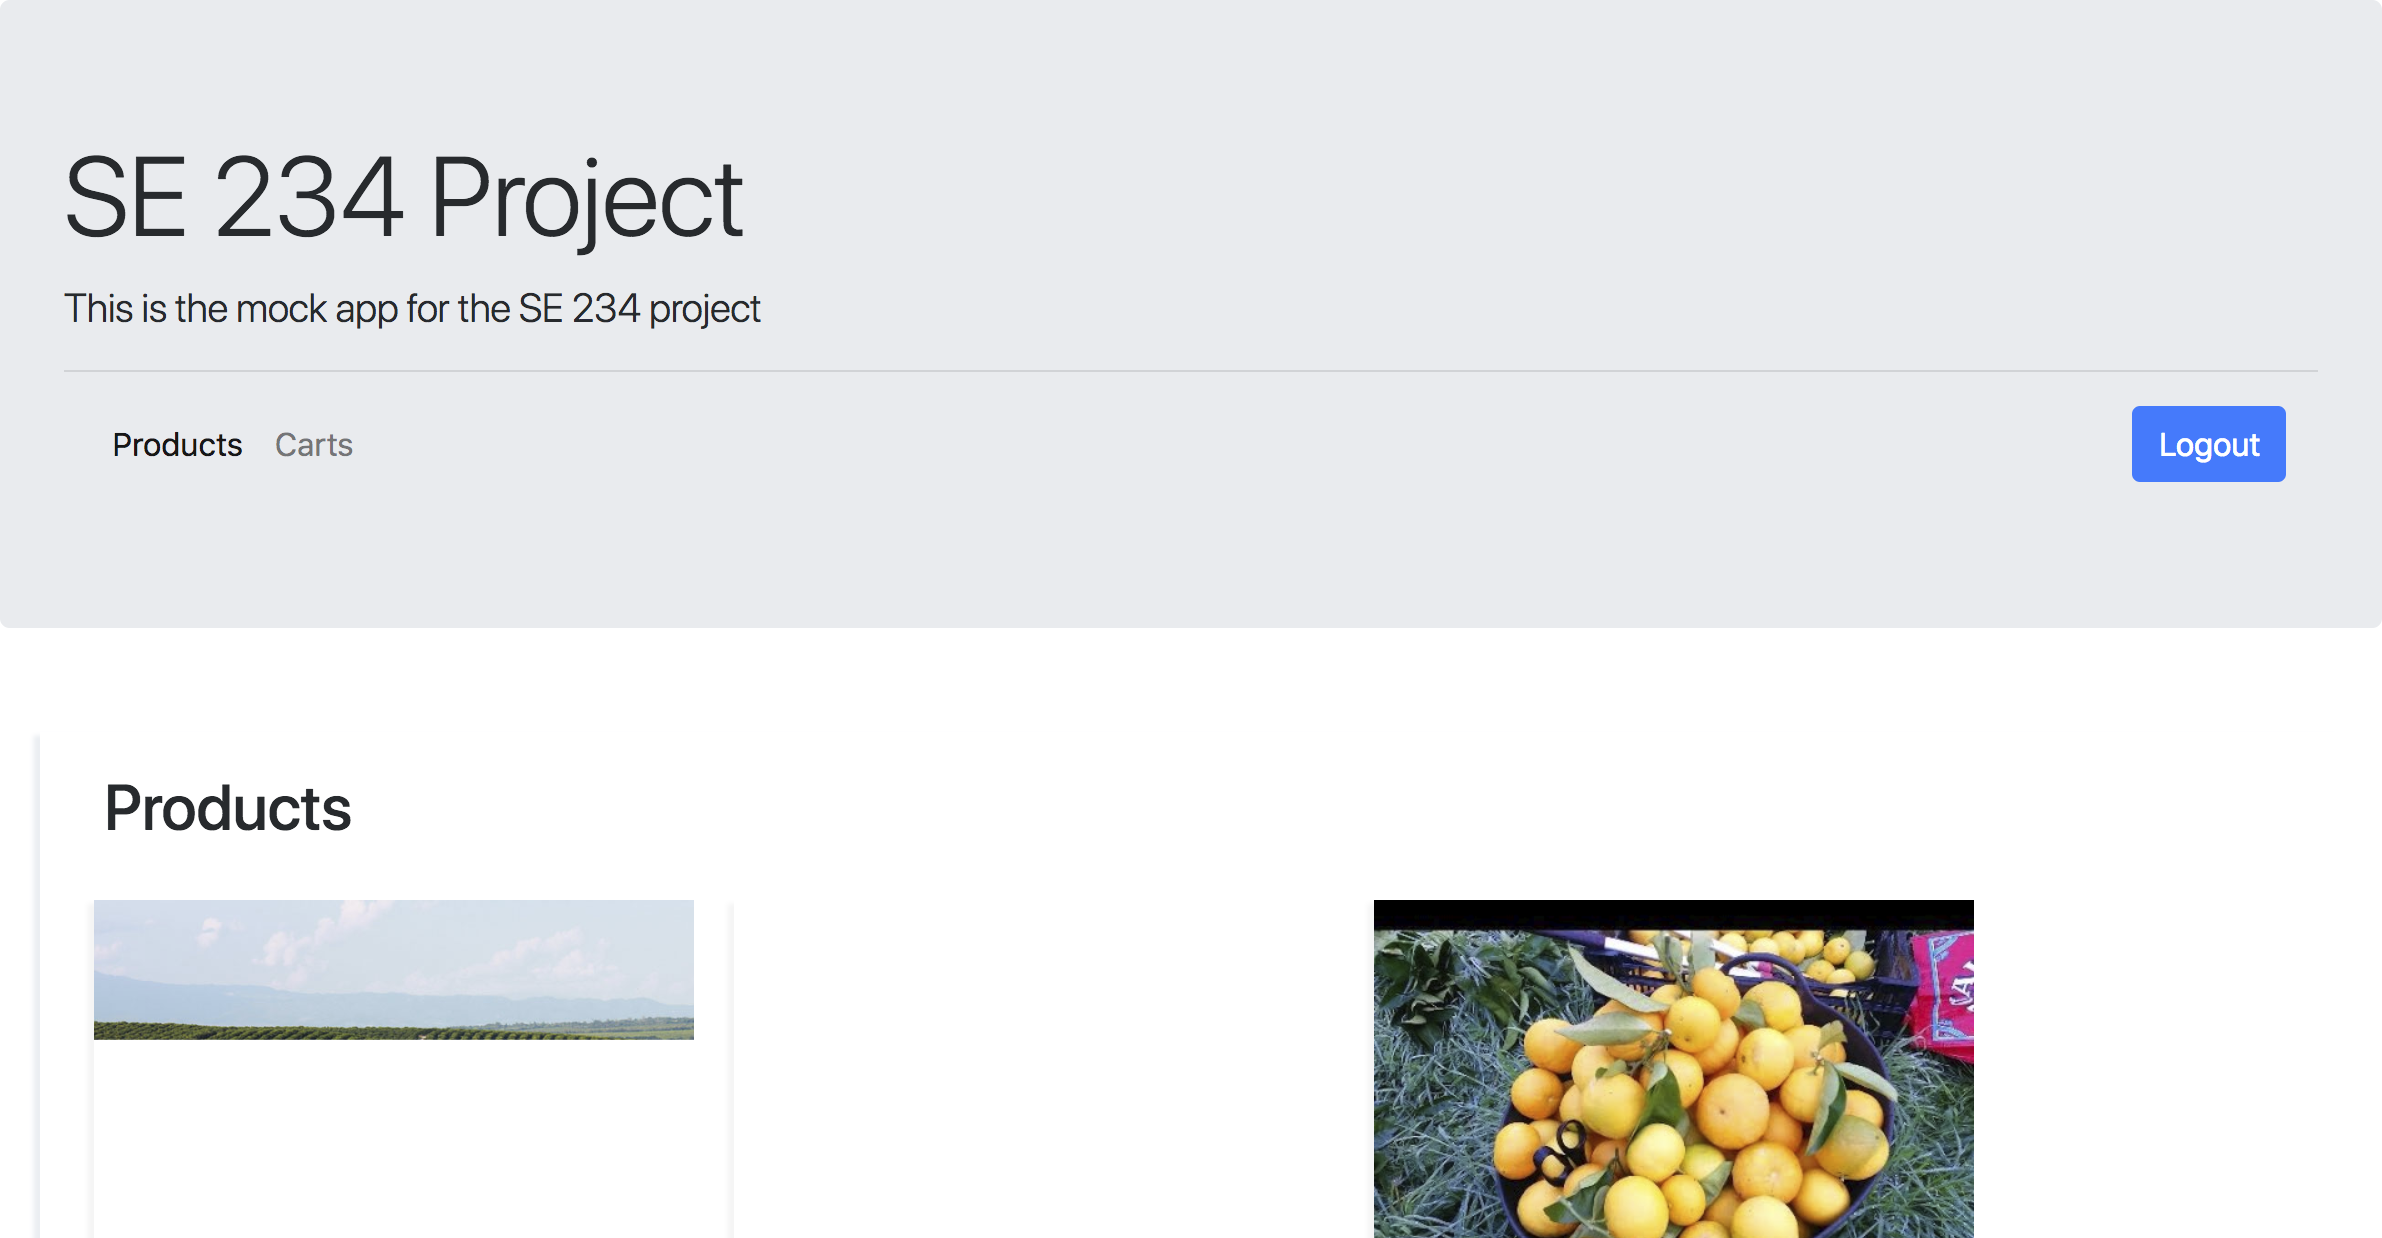 SE 234 Project
This is the mock app for the SE 234 project
Products Carts Logout
Products